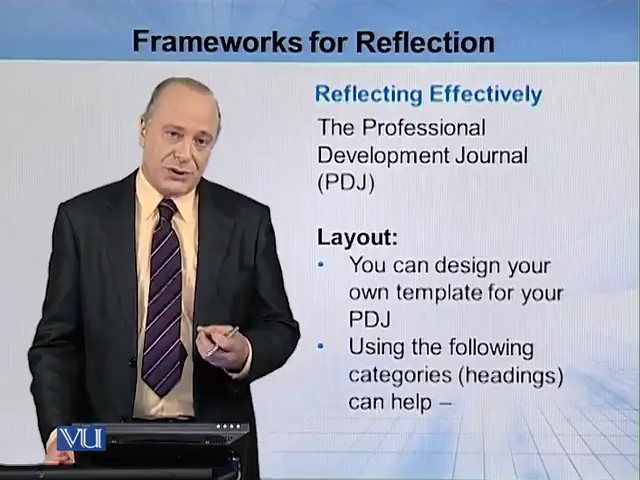 Frameworks for Reflection
Reflecting Effectively
The Professional
Development Journal
(PDJ)
Layout:
• You can design your
own template for your
PDJ
• Using the following
categories (headings)
can help –
VU